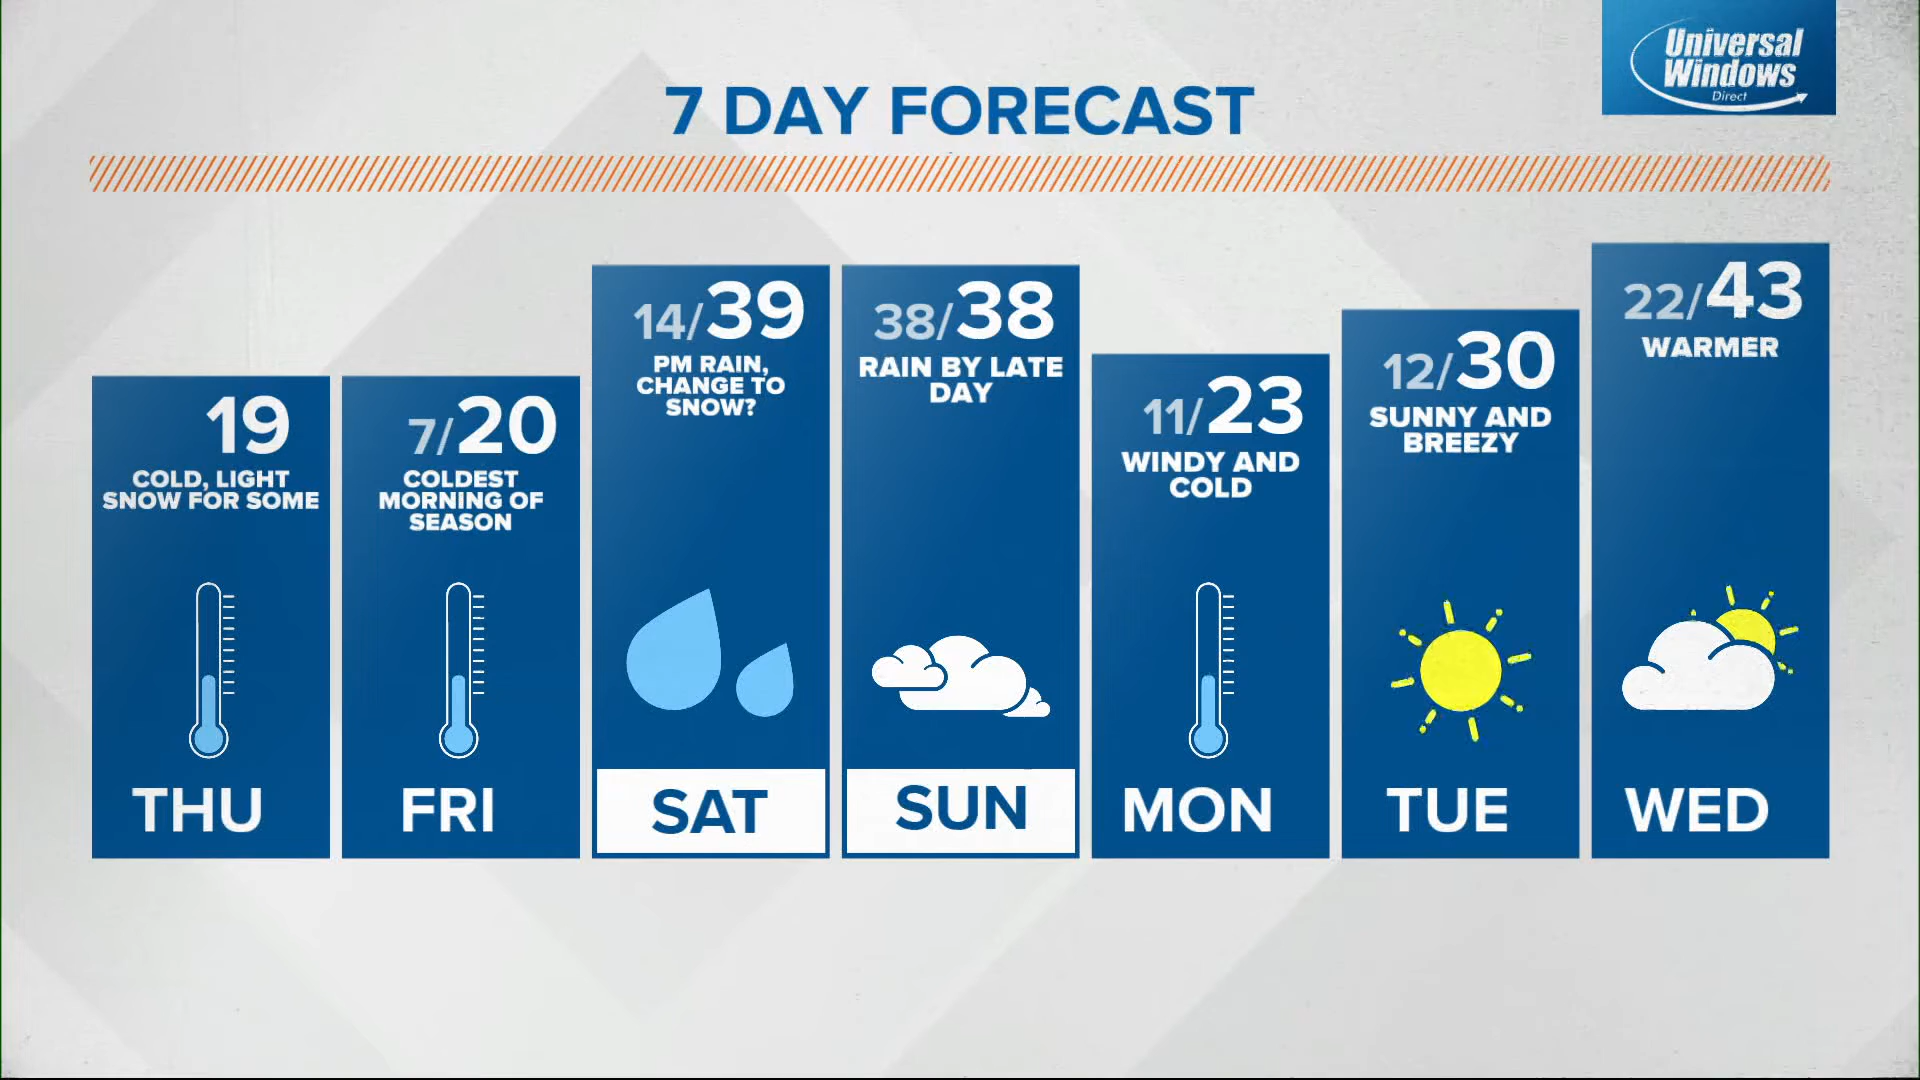 Universal
Windows
Direct
7 DAY FORECAST
19
COLD, LIGHT
SNOW FOR SOME
THU
7/20
COLDEST
MORNING OF
SEASON
FRI
14/39
PM RAIN,
CHANGE TO
SNOW?
SAT
38/38
RAIN BY LATE
DAY
SUN
11/23
WINDY AND
COLD
MON
12/30
SUNNY AND
BREEZY
TUE
22/43
WARMER
WED